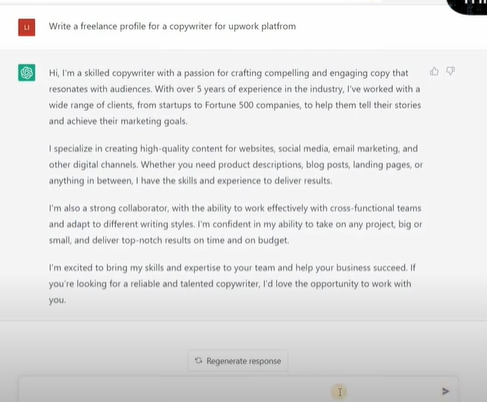 LI
Write a freelance profile for a copywriter for upwork platfrom
Hi, I'm a skilled copywriter with a passion for crafting compelling and engaging copy that
resonates with audiences. With over 5 years of experience in the industry, I've worked with a
wide range of clients, from startups to Fortune 500 companies, to help them tell their stories
and achieve their marketing goals.
I specialize in creating high-quality content for websites, social media, email marketing, and
other digital channels. Whether you need product descriptions, blog posts, landing pages, or
anything in between, I have the skills and experience to deliver results.
I'm also a strong collaborator, with the ability to work effectively with cross-functional teams
and adapt to different writing styles. I'm confident in my ability to take on any project, big or
small, and deliver top-notch results on time and on budget.
I'm excited to bring my skills and expertise to your team and help your business succeed. If
you're looking for a reliable and talented copywriter, I'd love the opportunity to work with
you.
Regenerate response